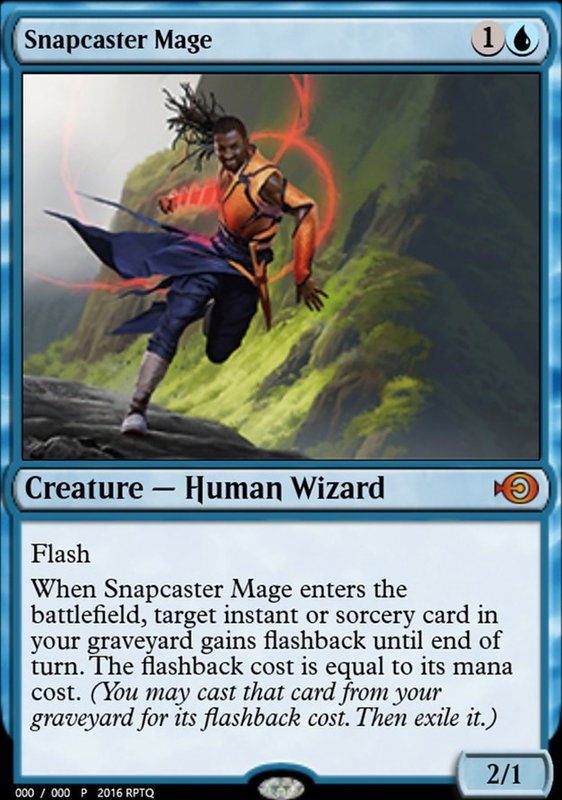 Snapcaster Mage 1
Creature — Human Wizard
Flash
When Snapcaster Mage enters the
battlefield, target instant or sorcery card in
your graveyard gains flashback until end of
turn. The flashback cost is equal to its mana
cost. (You may cast that card from your
graveyard for its flashback cost. Then exile it.)
2/1
000 / 000 P 2016 RPTQ